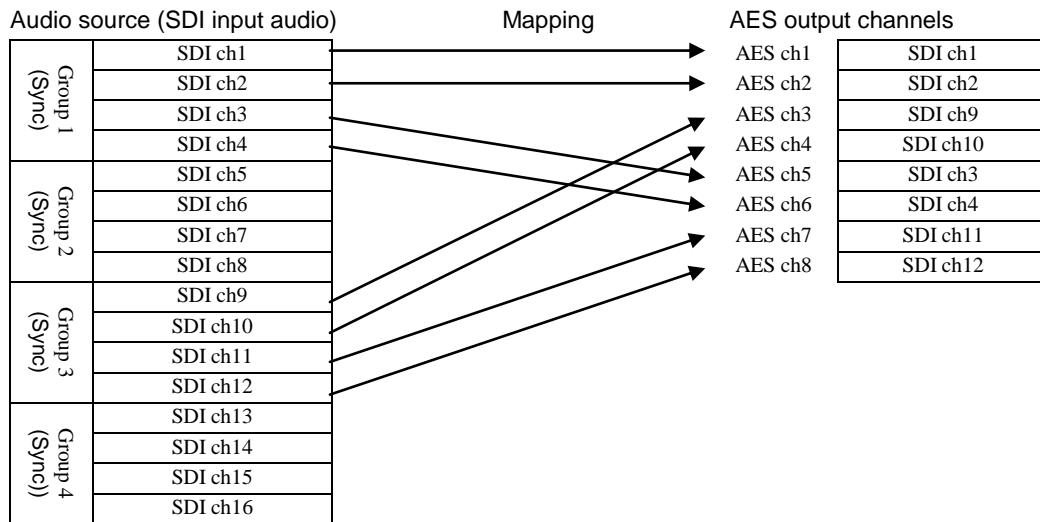 Audio source (SDI input audio) Mapping AES output channels
Group 1 (Sync)
SDI ch1
SDI ch2
SDI ch3
SDI ch4
Group 2 (Sync)
SDI ch5
SDI ch6
SDI ch7
SDI ch8
Group 3 (Sync)
SDI ch9
SDI ch10
SDI ch11
SDI ch12
Group 4 (Sync))
SDI ch13
SDI ch14
SDI ch15
SDI ch16
AES ch1 SDI ch1
AES ch2 SDI ch2
AES ch3 SDI ch9
AES ch4 SDI ch10
AES ch5 SDI ch3
AES ch6 SDI ch4
AES ch7 SDI ch11
AES ch8 SDI ch12